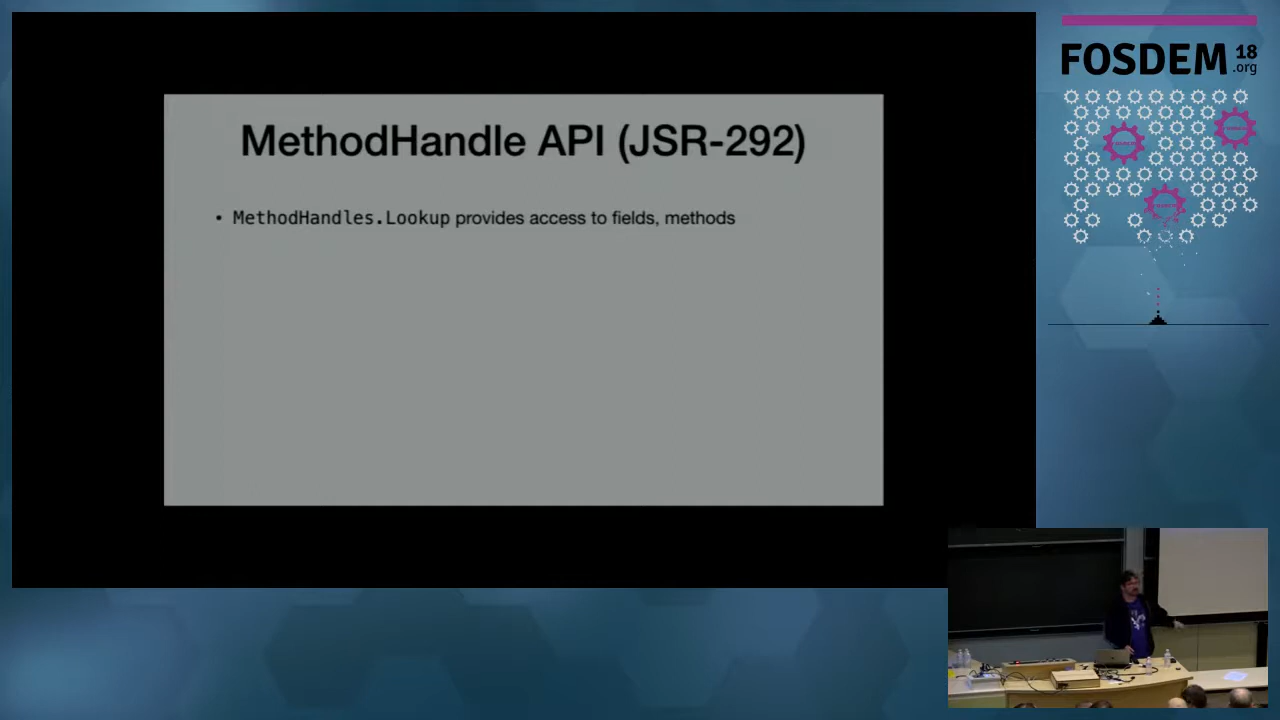 MethodHandle API (JSR-292)
• MethodHandles.Lookup provides access to fields, methods
FOSDEM 18
.org